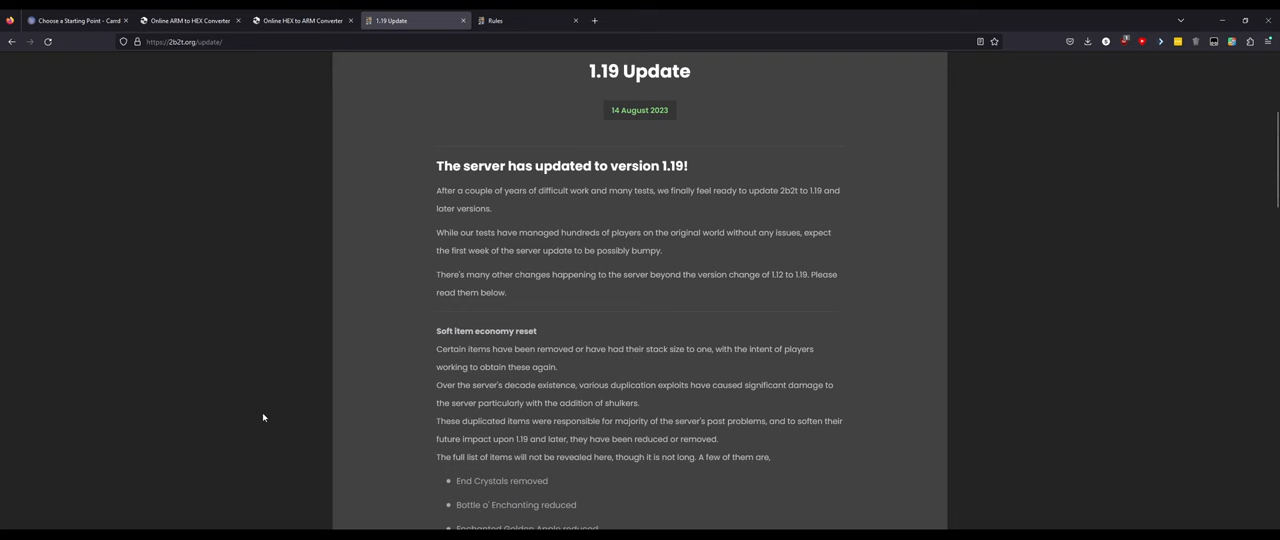 Choose a Starting Point - Carrd
Online ARM to HEX Converter
Online HEX to ARM Converter
1.19 Update
Rules
https://2b2t.org/update/
1.19 Update
14 August 2023
The server has updated to version 1.19!
After a couple of years of difficult work and many tests, we finally feel ready to update 2b2t to 1.19 and
later versions.
While our tests have managed hundreds of players on the original world without any issues, expect
the first week of the server update to be possibly bumpy.
There's many other changes happening to the server beyond the version change of 1.12 to 1.19. Please
read them below.
Soft item economy reset
Certain items have been removed or have had their stack size to one, with the intent of players
working to obtain these again.
Over the server's decade existence, various duplication exploits have caused significant damage to
the server particularly with the addition of shulkers.
These duplicated items were responsible for majority of the server's past problems, and to soften their
future impact upon 1.19 and later, they have been reduced or removed.
The full list of items will not be revealed here, though it is not long. A few of them are,
End Crystals removed
Bottle o' Enchanting reduced
Enchanted Golden Apple reduced